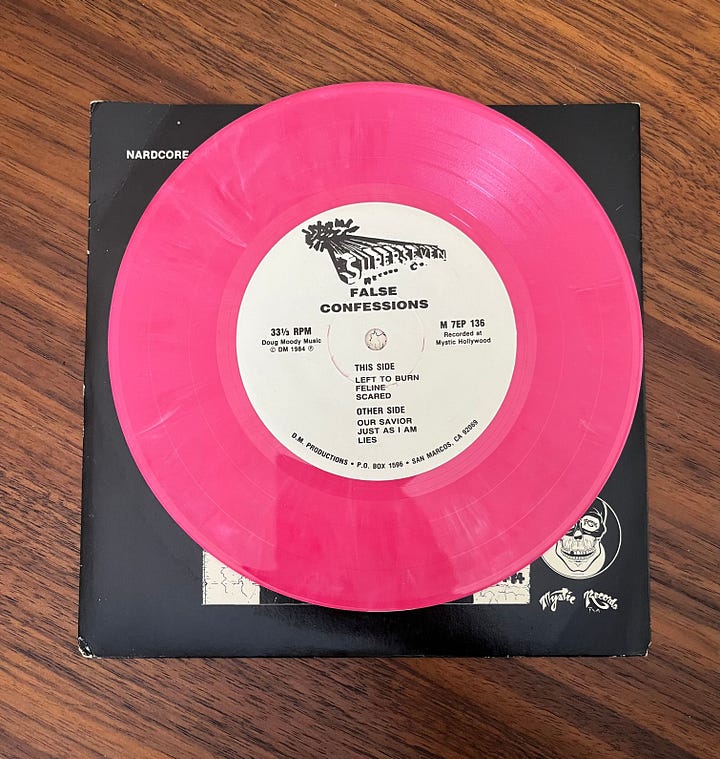 NARDCORE
SUPERSEVEN
Record Co.
FALSE
CONFESSIONS
33⅓ RPM
Doug Moody Music
© DM 1984 ℗
M 7EP 136
Recorded at
Mystic Hollywood
THIS SIDE
LEFT TO BURN
FELINE
SCARED
OTHER SIDE
OUR SAVIOR
JUST AS I AM
LIES
D.M. PRODUCTIONS • P.O. BOX 1596 • SAN MARCOS, CA 92069
Mystic Records